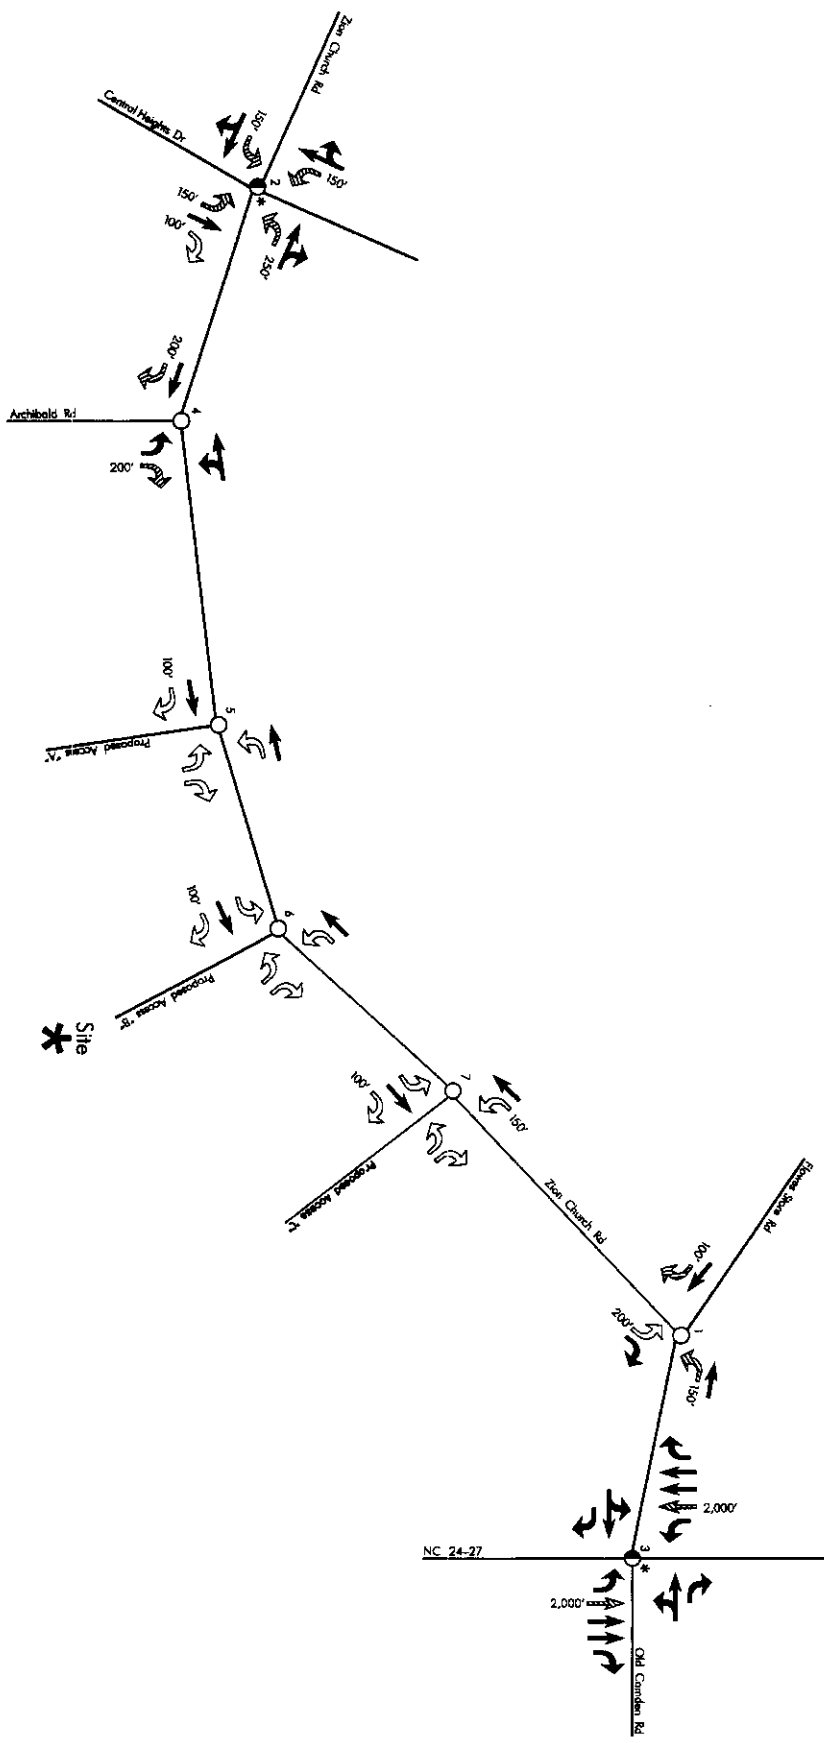 Zion Church Rd
Central Heights Dr
150'
150'
2
*
150'
100'
250'
200'
4
Archibald Rd
200'
100'
5
Proposed Access "A"
100'
6
Proposed Access "B"
Site
*
100'
7
150'
Proposed Access "C"
Zion Church Rd
Flowes Store Rd
100'
200'
1
150'
2,000'
NC 24-27
3
*
2,000'
Old Camden Rd